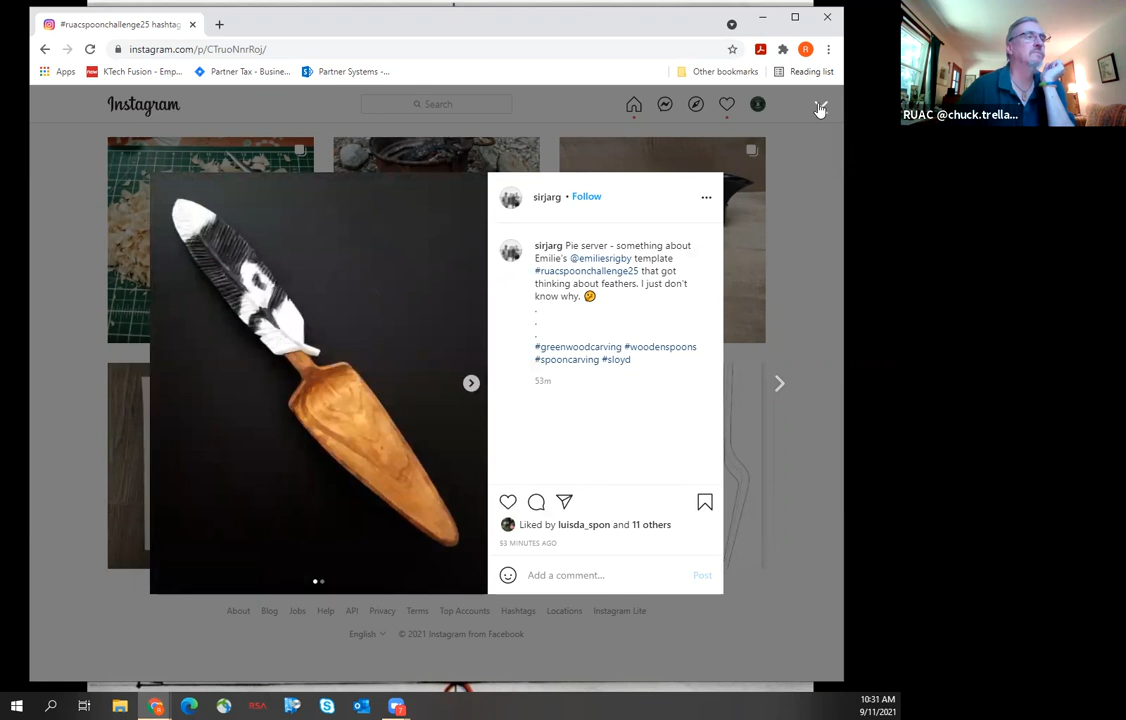 #ruacspoonchallenge25 hashtag
instagram.com/p/CTruoNnrRoj/
R
Apps
KTech Fusion - Emp...
Partner Tax - Busine...
Partner Systems -...
Other bookmarks
Reading list
RUAC @chuck.trella...
Instagram
Search
sirjarg • Follow
sirjarg Pie server - something about
Emilie's @emiliesrigby template
#ruacspoonchallenge25 that got
thinking about feathers. I just don't
know why. 🤔
.
.
.
#greenwoodcarving #woodenspoons
#spooncarving #sloyd
53m
Liked by luisda_spon and 11 others
53 MINUTES AGO
Add a comment...
Post
About Blog Jobs Help API Privacy Terms Top Accounts Hashtags Locations Instagram Lite
English © 2021 Instagram from Facebook
RSA
10:31 AM
9/11/2021